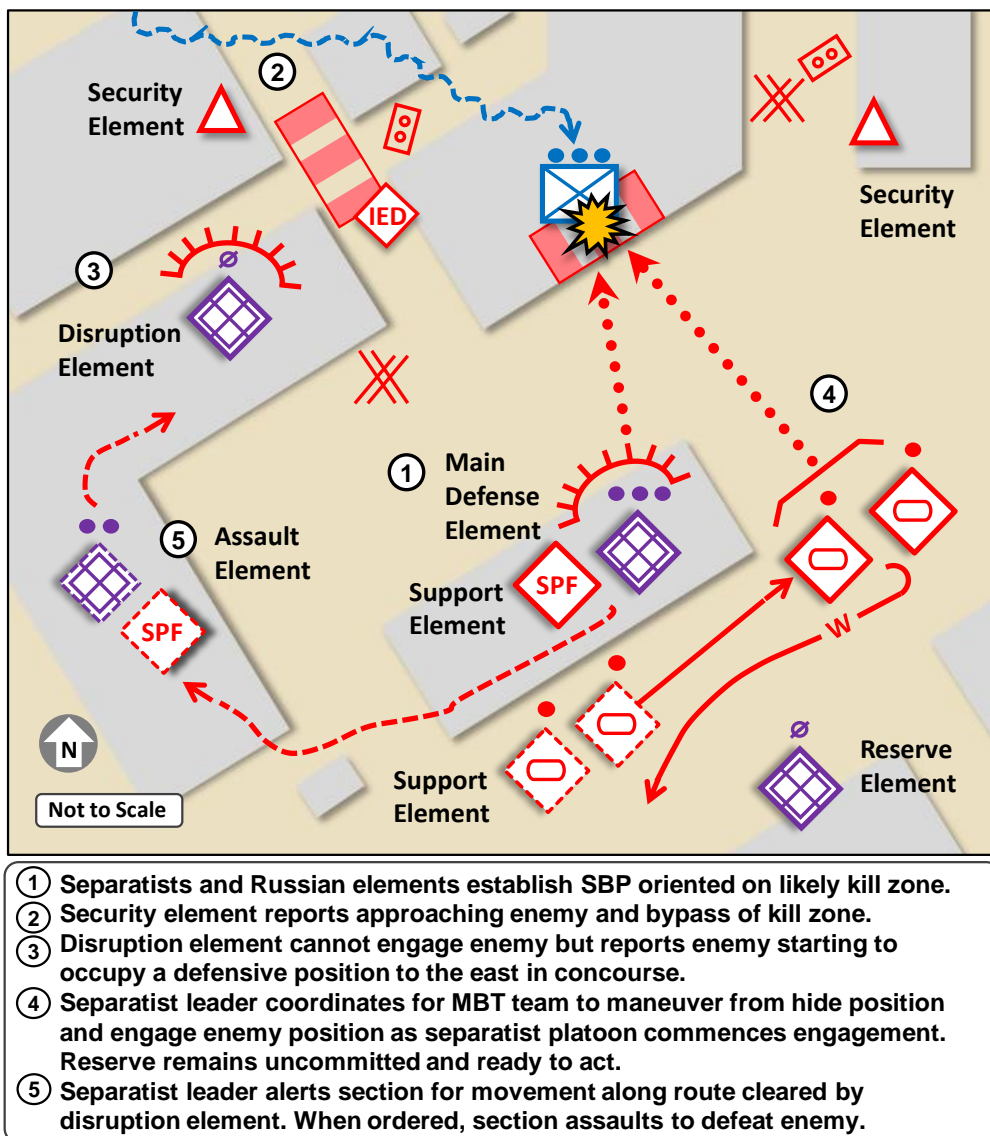 2
Security
Element
IED
Security
Element
3
Disruption
Element
4
1
Main
Defense
Element
5
Assault
Element
SPF
Support
Element
SPF
W
N
Reserve
Element
Support
Element
Not to Scale
1 Separatists and Russian elements establish SBP oriented on likely kill zone.
2 Security element reports approaching enemy and bypass of kill zone.
3 Disruption element cannot engage enemy but reports enemy starting to
occupy a defensive position to the east in concourse.
4 Separatist leader coordinates for MBT team to maneuver from hide position
and engage enemy position as separatist platoon commences engagement.
Reserve remains uncommitted and ready to act.
5 Separatist leader alerts section for movement along route cleared by
disruption element. When ordered, section assaults to defeat enemy.